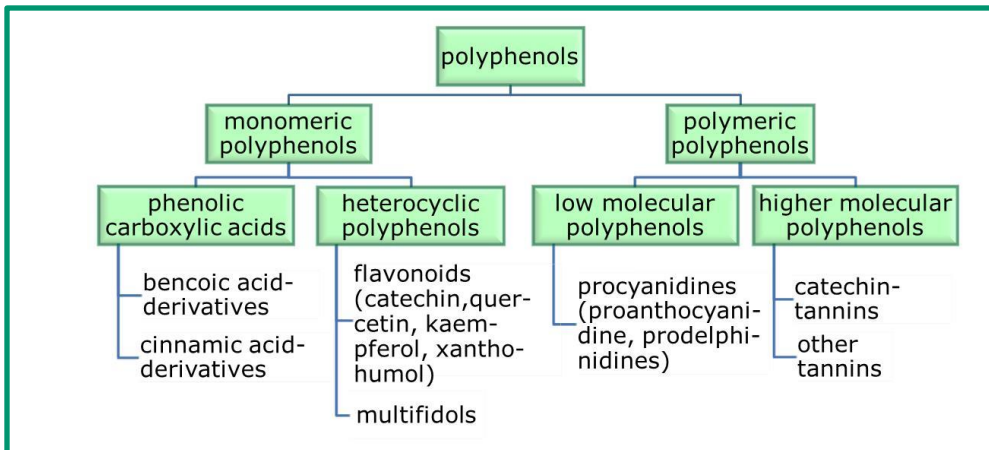 polyphenols
monomeric
polyphenols
polymeric
polyphenols
phenolic
carboxylic acids
heterocyclic
polyphenols
low molecular
polyphenols
higher molecular
polyphenols
bencoic acid-
derivatives
cinnamic acid-
derivatives
flavonoids
(catechin,quer-
cetin, kaem-
pferol, xantho-
humol)
multifidols
procyanidines
(proanthocyani-
dine, prodelphi-
nidines)
catechin-
tannins
other
tannins